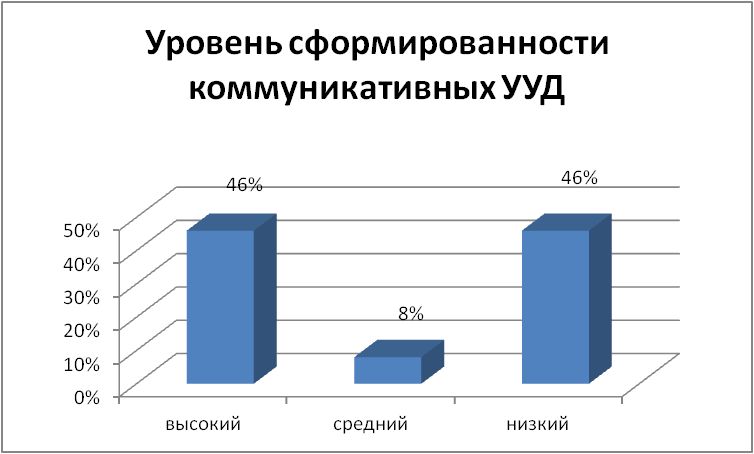 Уровень сформированности
коммуникативных УУД
46%
46%
8%
50%
40%
30%
20%
10%
0%
высокий
средний
низкий